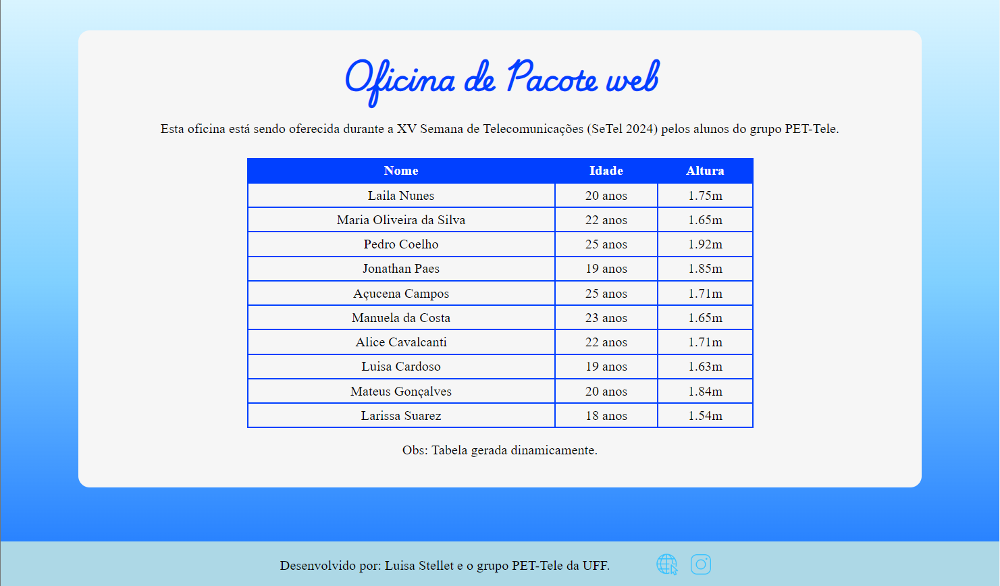 Oficina de Pacote web
Esta oficina está sendo oferecida durante a XV Semana de Telecomunicações (SeTel 2024) pelos alunos do grupo PET-Tele.
Nome Idade Altura
Laila Nunes 20 anos 1.75m
Maria Oliveira da Silva 22 anos 1.65m
Pedro Coelho 25 anos 1.92m
Jonathan Paes 19 anos 1.85m
Açucena Campos 25 anos 1.71m
Manuela da Costa 23 anos 1.65m
Alice Cavalcanti 22 anos 1.71m
Luisa Cardoso 19 anos 1.63m
Mateus Gonçalves 20 anos 1.84m
Larissa Suarez 18 anos 1.54m
Obs: Tabela gerada dinamicamente.
Desenvolvido por: Luisa Stellet e o grupo PET-Tele da UFF.